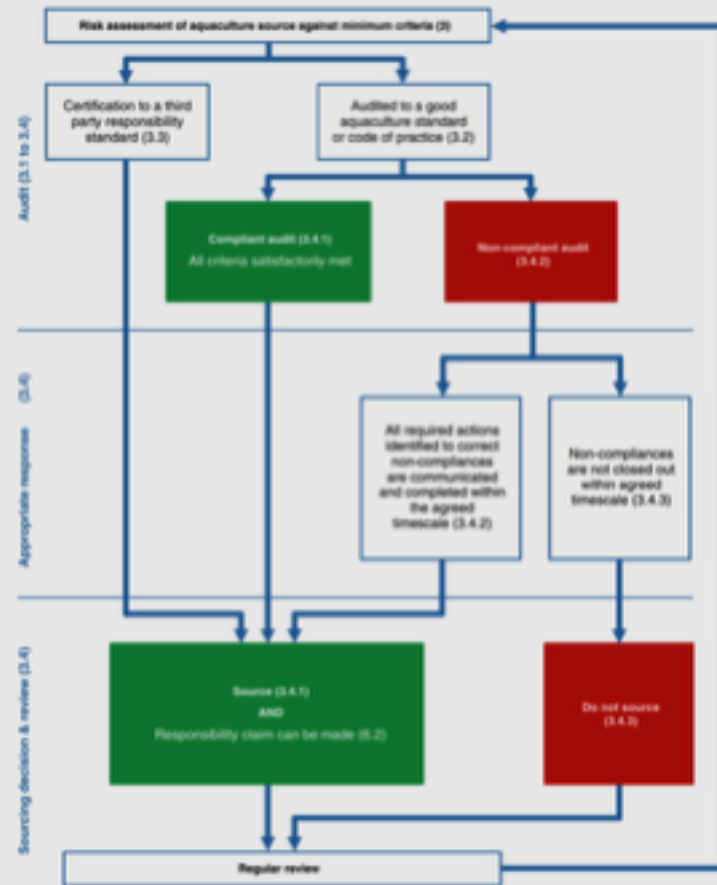 Risk assessment of aquaculture source against minimum criteria (3)
Certification to a third
party responsibility
standard (3.3)
Audited to a good
aquaculture standard
or code of practice (3.2)
Audit (3.1 to 3.4)
Compliant audit (3.4.1)
All criteria satisfactorily met
Non-compliant audit
(3.4.2)
Appropriate response (3.4)
All required actions
identified to correct
non-compliances
are communicated
and completed within
the agreed
timescale (3.4.2)
Non-compliances
are not closed out
within agreed
timescale (3.4.3)
Sourcing decision & review (3.4)
Source (3.4.1)
AND
Responsibility claim can be made (6.2)
Do not source
(3.4.3)
Regular review